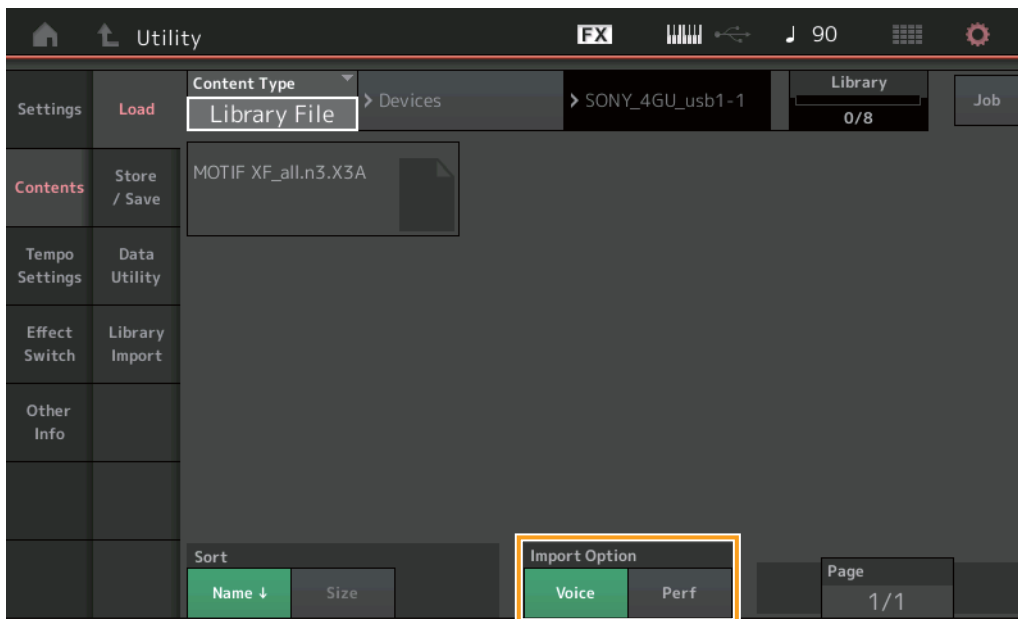 Utility
FX
♩ 90
Settings
Load
Content Type
Library File
> Devices
> SONY_4GU_usb1-1
Library
0/8
Job
Contents
Store
/ Save
MOTIF XF_all.n3.X3A
Tempo
Settings
Data
Utility
Effect
Switch
Library
Import
Other
Info
Sort
Name ↓
Size
Import Option
Voice
Perf
Page
1/1